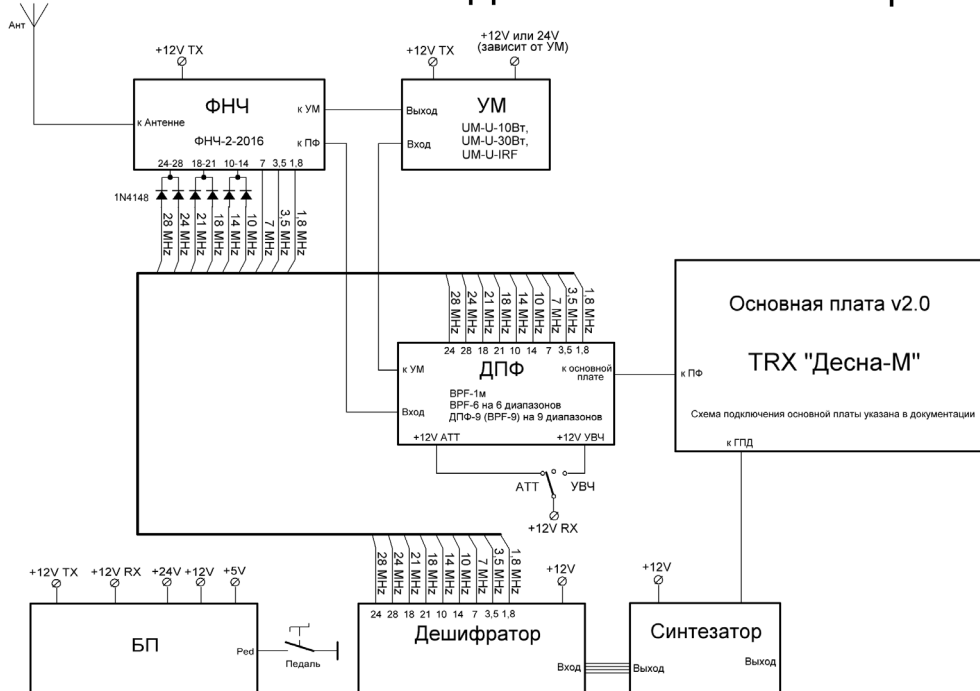 Ант
+12V TX
ФНЧ
к УМ
к Антенне
ФНЧ-2-2016
к ПФ
24-28 18-21 10-14 7 3,5 1,8
1N4148
28 MHz
24 MHz
21 MHz
18 MHz
14 MHz
10 MHz
7 MHz
3,5 MHz
1,8 MHz
+12V TX
+12V или 24V
(зависит от УМ)
УМ
Выход
UM-U-10Вт,
UM-U-30Вт,
UM-U-IRF
Вход
28 MHz
24 MHz
21 MHz
18 MHz
14 MHz
10 MHz
7 MHz
3,5 MHz
1,8 MHz
24 28 18 21 10 14 7 3,5 1,8
ДПФ
к УМ
к основной
плате
BPF-1м
BPF-6 на 6 диапазонов
ДПФ-9 (BPF-9) на 9 диапазонов
Вход
+12V АТТ
+12V УВЧ
АТТ
УВЧ
+12V RX
Основная плата v2.0
TRX "Десна-М"
к ПФ
Схема подключения основной платы указана в документации
к ГПД
+12V TX
+12V RX
+24V
+12V
+5V
БП
Ped
Педаль
28 MHz
24 MHz
21 MHz
18 MHz
14 MHz
10 MHz
7 MHz
3,5 MHz
1,8 MHz
+12V
24 28 18 21 10 14 7 3,5 1,8
Дешифратор
Вход
+12V
Синтезатор
Выход
Выход